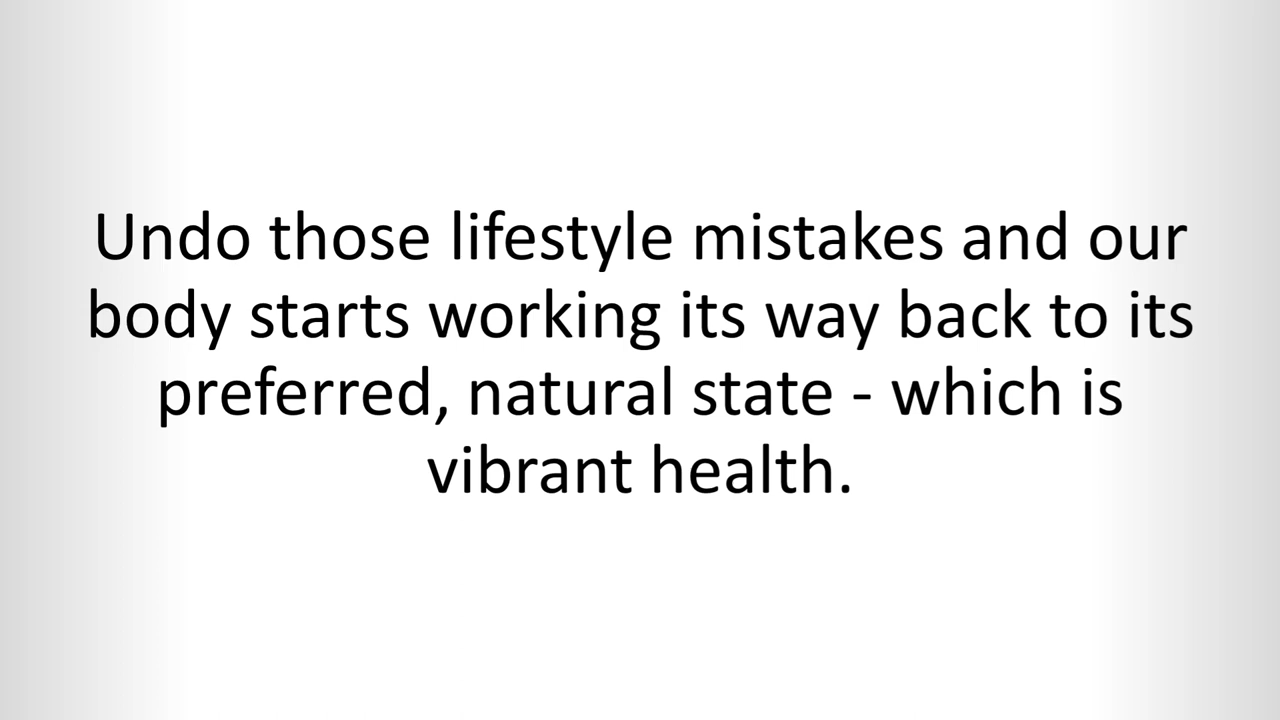 Undo those lifestyle mistakes and our
body starts working its way back to its
preferred, natural state - which is
vibrant health.